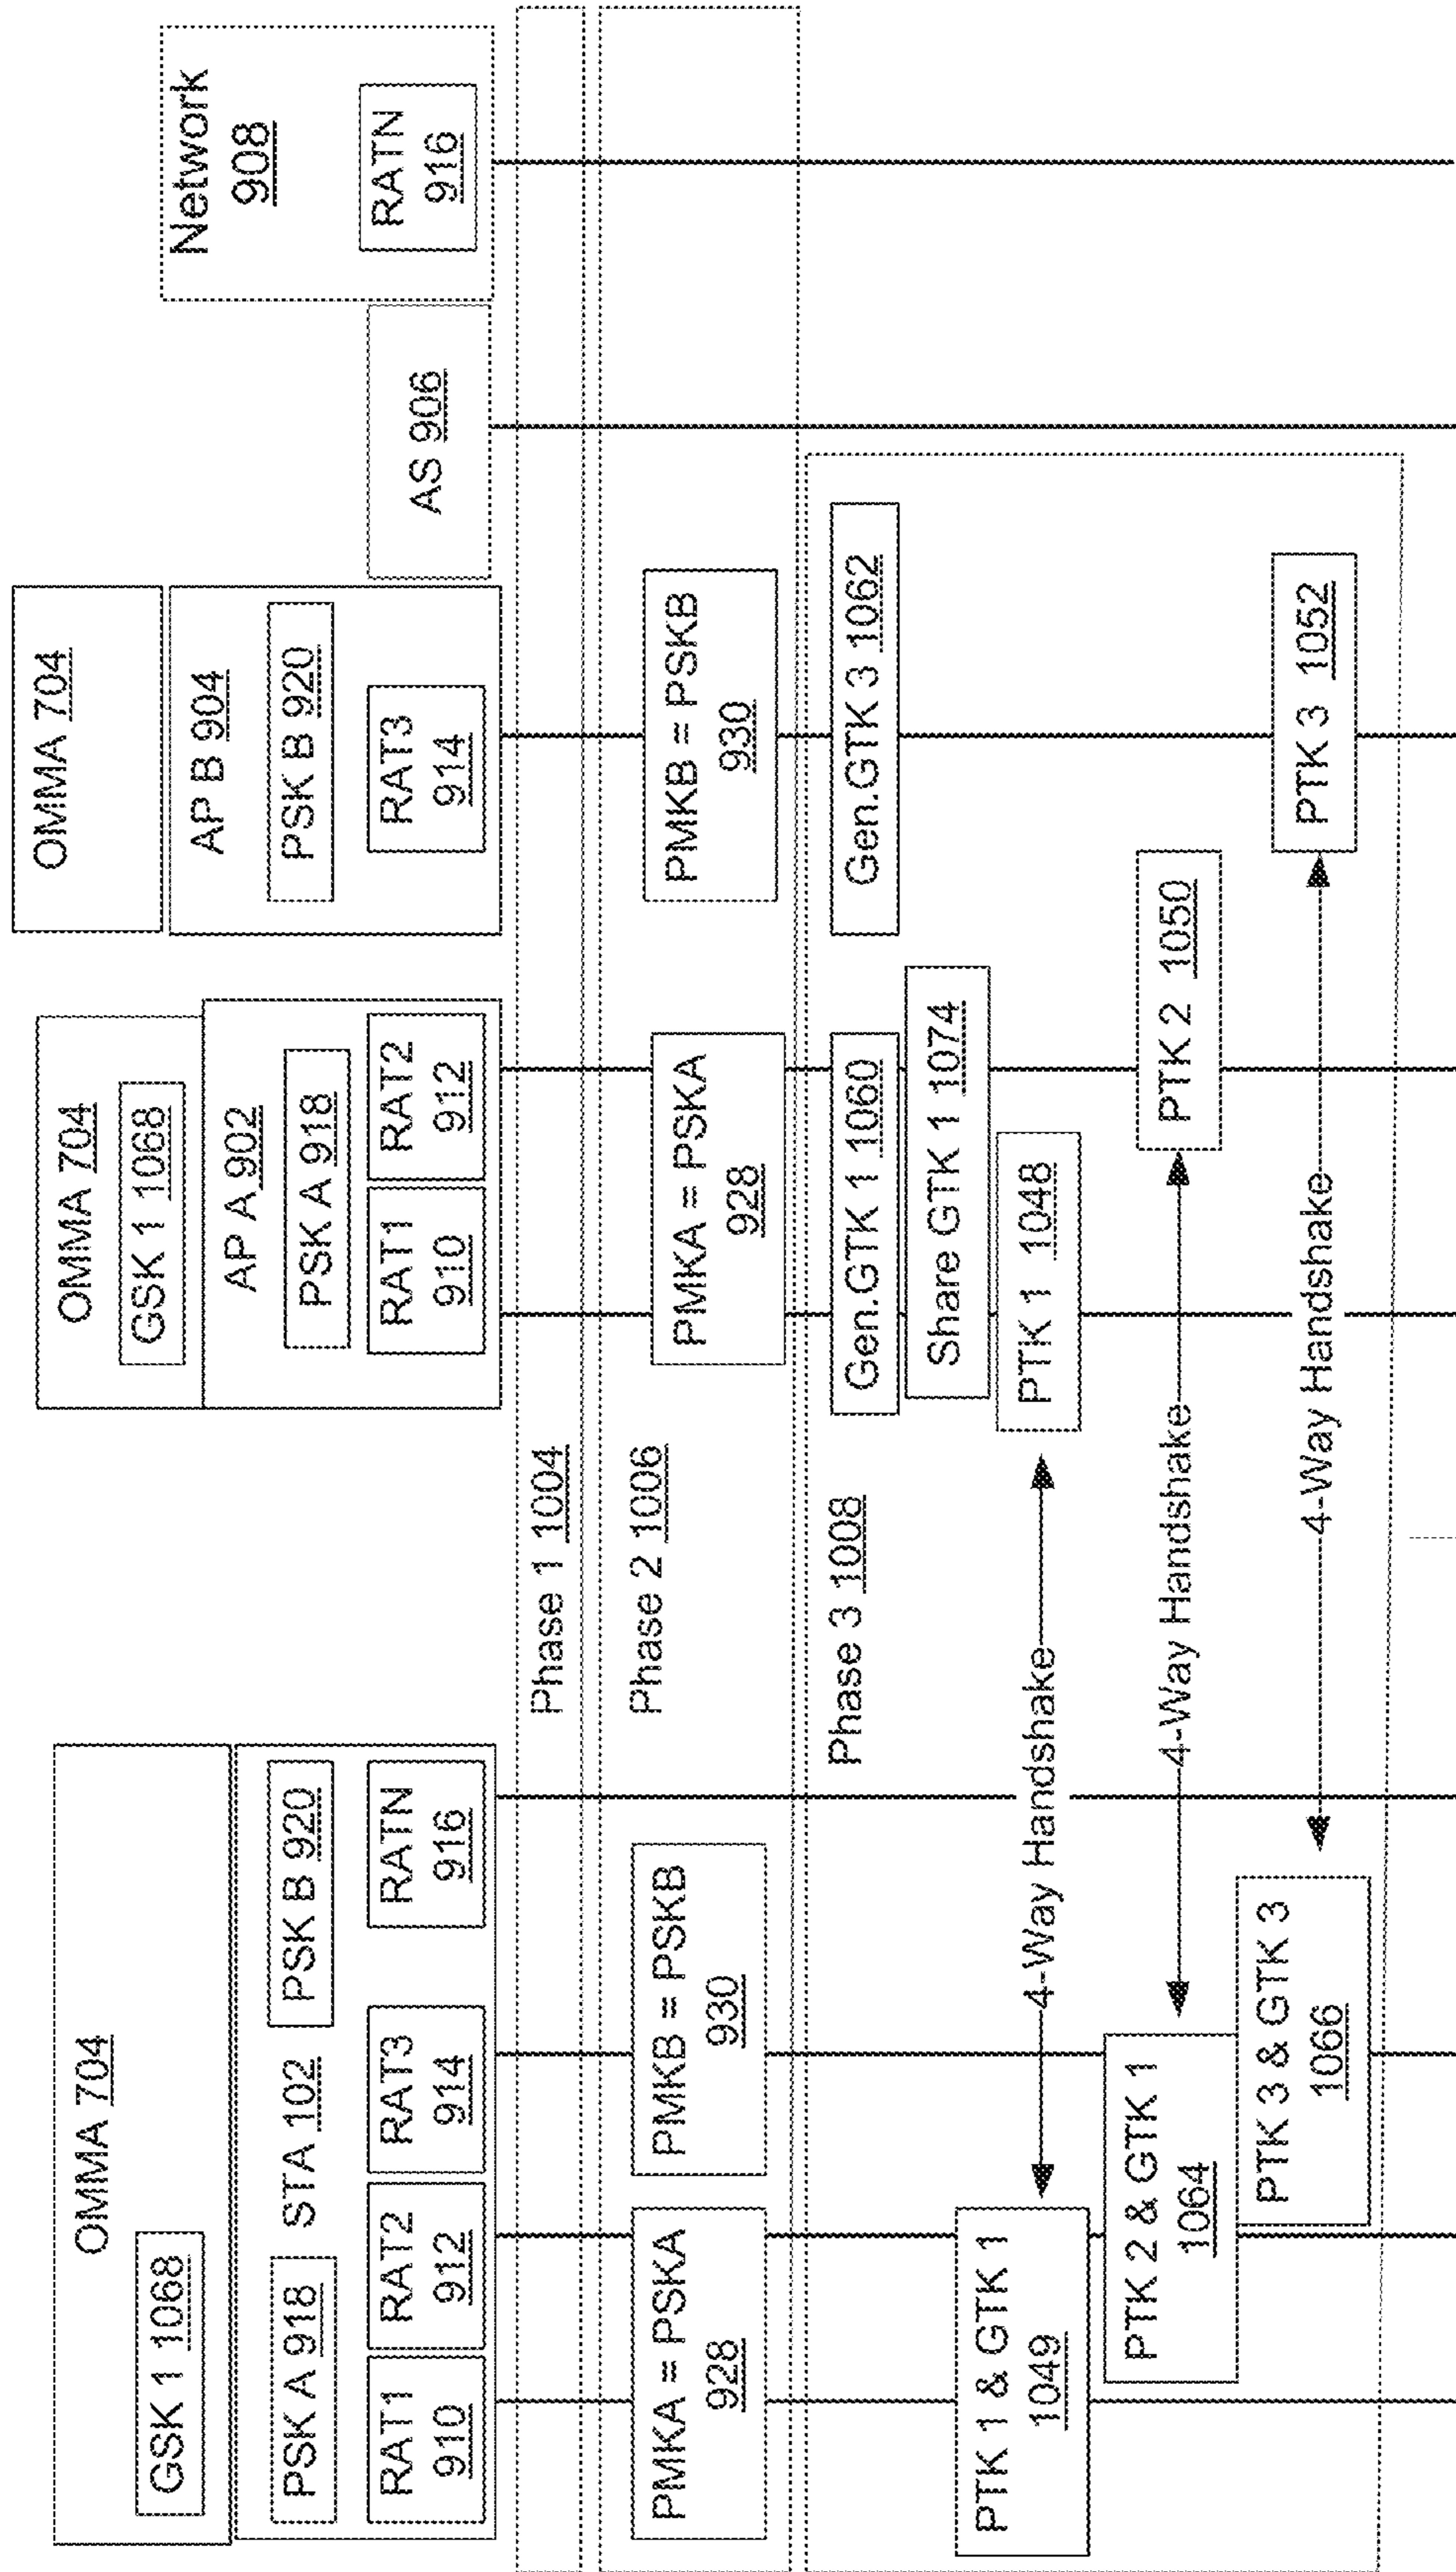 OMMA 704
GSK 1 1068
STA 102
PSK A 918
PSK B 920
RAT1
910
RAT2
912
RAT3
914
RATN
916
OMMA 704
GSK 1 1068
AP A 902
PSK A 918
RAT1
910
RAT2
912
OMMA 704
AP B 904
PSK B 920
RAT3
914
AS 906
Network
908
RATN
916
Phase 1 1004
Phase 2 1006
PMKA = PSKA
928
PMKB = PSKB
930
PMKA = PSKA
928
PMKB = PSKB
930
Phase 3 1008
Gen.GTK 1 1060
Gen.GTK 3 1062
Share GTK 1 1074
PTK 1 & GTK 1
1049
4-Way Handshake
PTK 1 1048
PTK 2 & GTK 1
1064
4-Way Handshake
PTK 2 1050
PTK 3 & GTK 3
1066
4-Way Handshake
PTK 3 1052